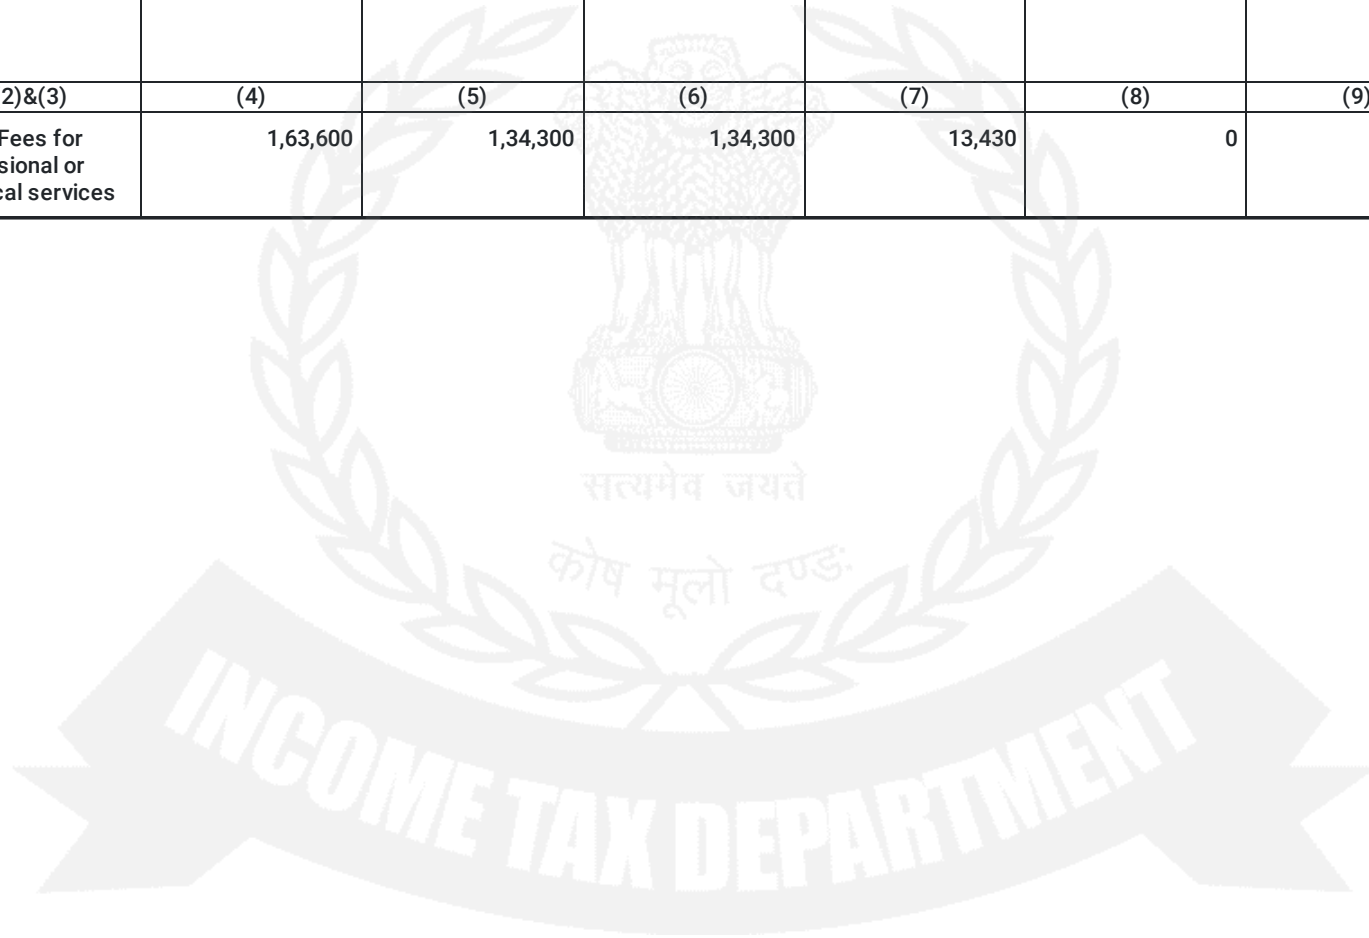 2)&(3) (4) (5) (6) (7) (8) (9)
Fees for 1,63,600 1,34,300 1,34,300 13,430 0
sional or
cal services
सत्यमेव जयते
कोष मूलो दण्डः
INCOME TAX DEPARTMENT